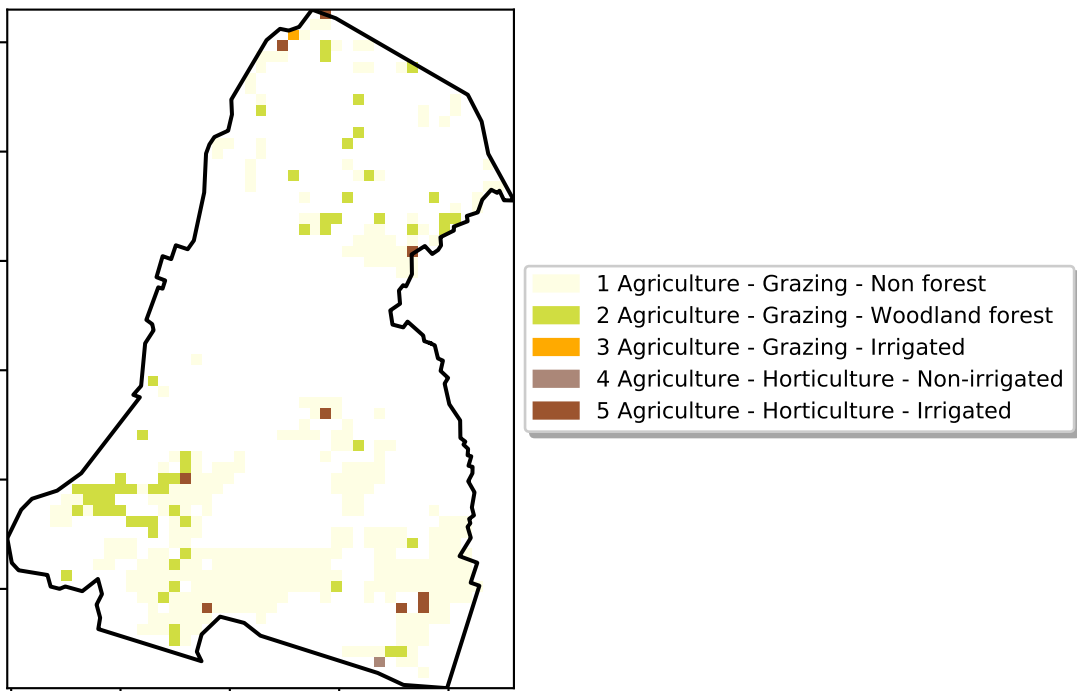 1 Agriculture - Grazing - Non forest
2 Agriculture - Grazing - Woodland forest
3 Agriculture - Grazing - Irrigated
4 Agriculture - Horticulture - Non-irrigated
5 Agriculture - Horticulture - Irrigated